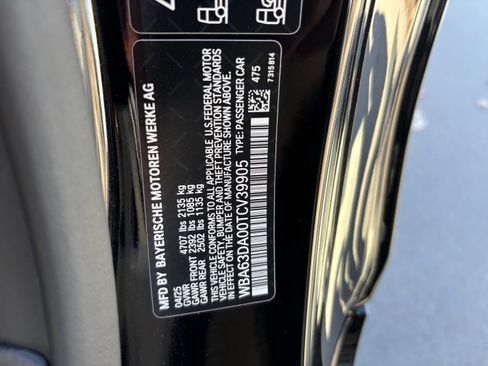 MFD BY BAYERISCHE MOTOREN WERKE AG
04/25
GVWR 4707 lbs 2135 kg
GAWR FRONT 2392 lbs 1085 kg
GAWR REAR 2502 lbs 1135 kg
THIS VEHICLE CONFORMS TO ALL APPLICABLE U.S. FEDERAL MOTOR
VEHICLE SAFETY, BUMPER AND THEFT PREVENTION STANDARDS
IN EFFECT ON THE DATE OF MANUFACTURE SHOWN ABOVE.
WBA63DA00TCV39905 TYPE: PASSENGER CAR
475
7315814